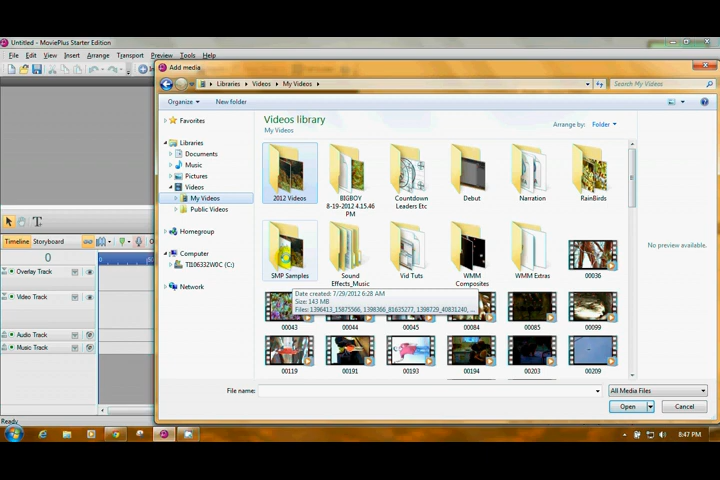 Untitled - MoviePlus Starter Edition
File Edit View Insert Arrange Transport Preview Tools Help
Add media
Libraries Videos My Videos
Search My Videos
Organize New folder
Favorites
Libraries
Documents
Music
Pictures
Videos
My Videos
Public Videos
Homegroup
Computer
TI106332W0C (C:)
Network
Videos library
My Videos
Arrange by: Folder
2012 Videos
BIGBOY
8-19-2012 4.15.46
PM
Countdown
Leaders Etc
Debut
Narration
RainBirds
SMP Samples
Sound
Effects_Music
Vid Tuts
WMM
Composites
WMM Extras
00036
Date created: 7/29/2012 6:28 AM
Size: 143 MB
Files: 1396413_15875566, 1398366_81635277, 1398729_40831240, ...
00043 00044 00045 00084 00085 00099
00119 00191 00193 00194 00203 00209
No preview available.
File name:
All Media Files
Open Cancel
Timeline Storyboard
0
Overlay Track
Video Track
Audio Track
Music Track
Ready
8:47 PM